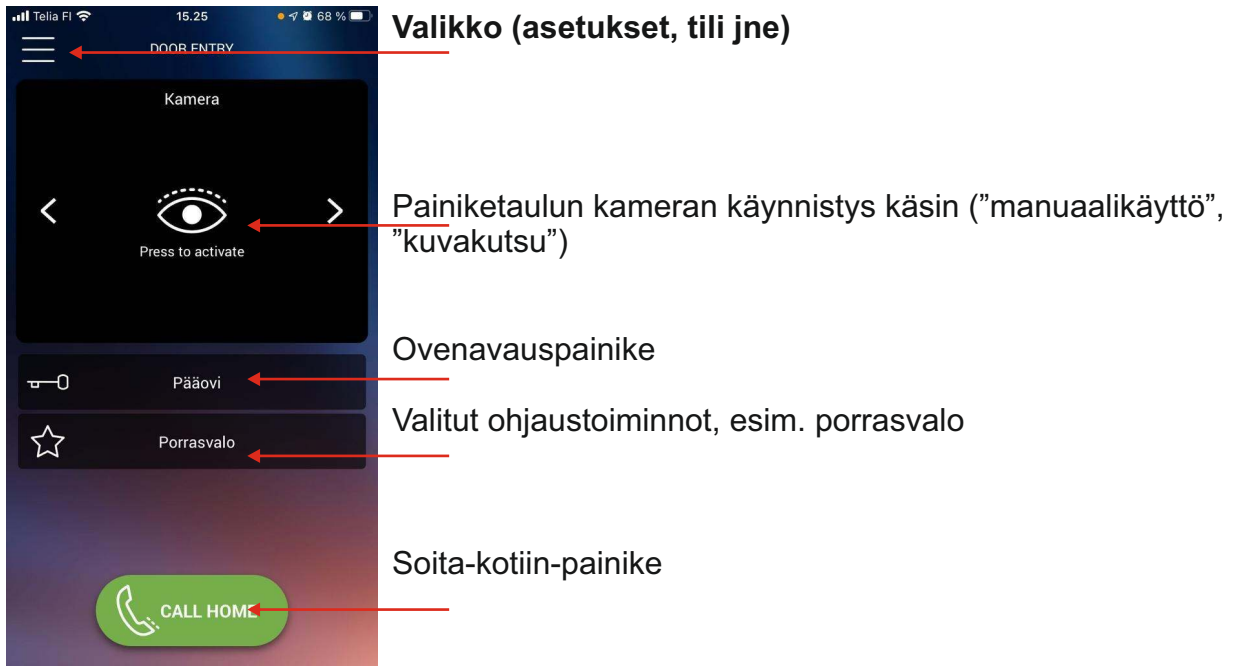 Telia FI 15.25 68 %
Valikko (asetukset, tili jne)
DOOR ENTRY
Kamera
Painiketaulun kameran käynnistys käsin (”manuaalikäyttö”,
”kuvakutsu”)
Press to activate
Ovenavauspainike
Pääovi
Valitut ohjaustoiminnot, esim. porrasvalo
Porrasvalo
Soita-kotiin-painike
CALL HOME